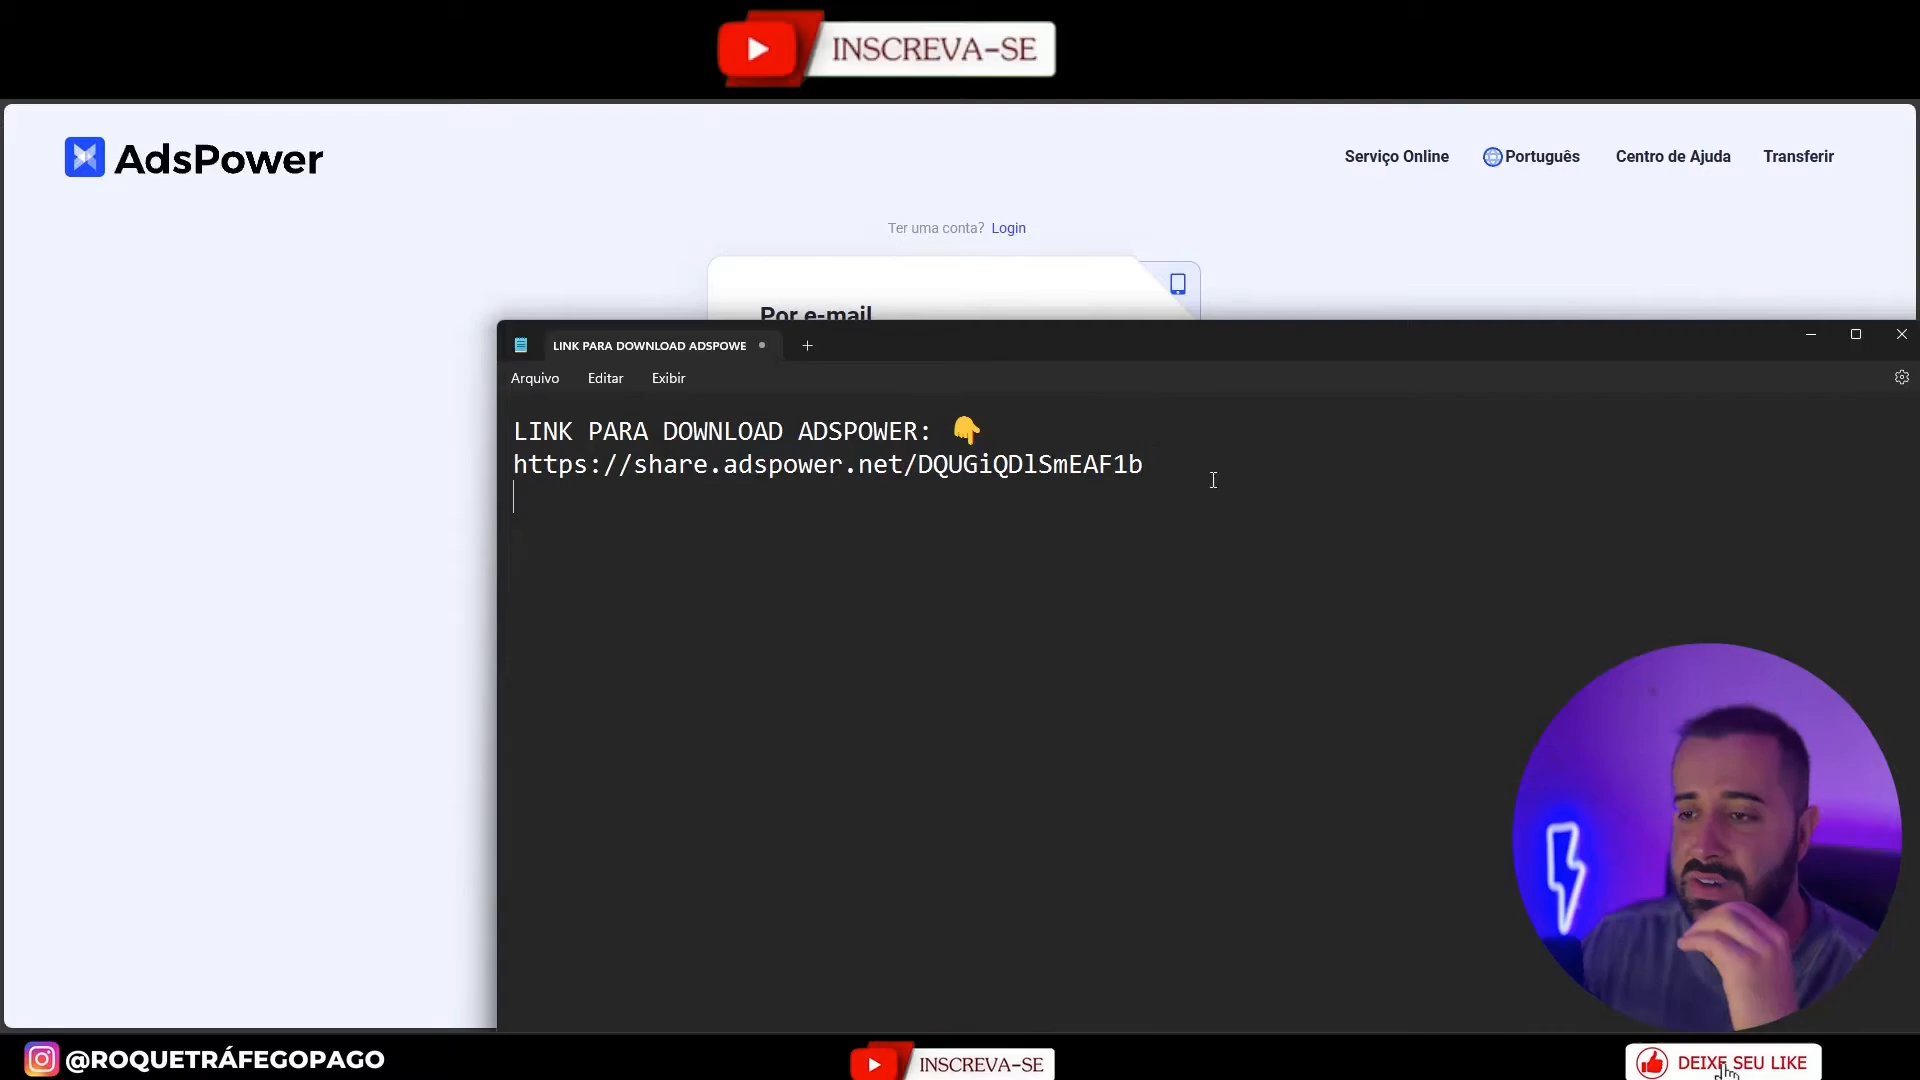 INSCREVA-SE
AdsPower
Serviço Online Português Centro de Ajuda Transferir
Ter uma conta? Login
Por e-mail
LINK PARA DOWNLOAD ADSPOWE
Arquivo Editar Exibir
LINK PARA DOWNLOAD ADSPOWER: 👇
https://share.adspower.net/DQUGiQDlSmEAF1b
@ROQUETRÁFEGOPAGO
INSCREVA-SE
DEIXE SEU LIKE